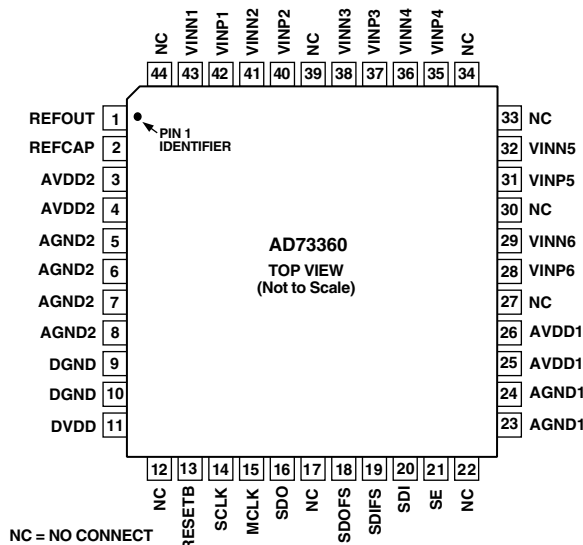 NC
VINN1
VINP1
VINN2
VINP2
NC
VINN3
VINP3
VINN4
VINP4
NC
44 43 42 41 40 39 38 37 36 35 34
REFOUT 1
REFCAP 2
AVDD2 3
AVDD2 4
AGND2 5
AGND2 6
AGND2 7
AGND2 8
DGND 9
DGND 10
DVDD 11
PIN 1
IDENTIFIER
AD73360
TOP VIEW
(Not to Scale)
33 NC
32 VINN5
31 VINP5
30 NC
29 VINN6
28 VINP6
27 NC
26 AVDD1
25 AVDD1
24 AGND1
23 AGND1
12 13 14 15 16 17 18 19 20 21 22
NC
RESETB
SCLK
MCLK
SDO
NC
SDOFS
SDIFS
SDI
SE
NC
NC = NO CONNECT